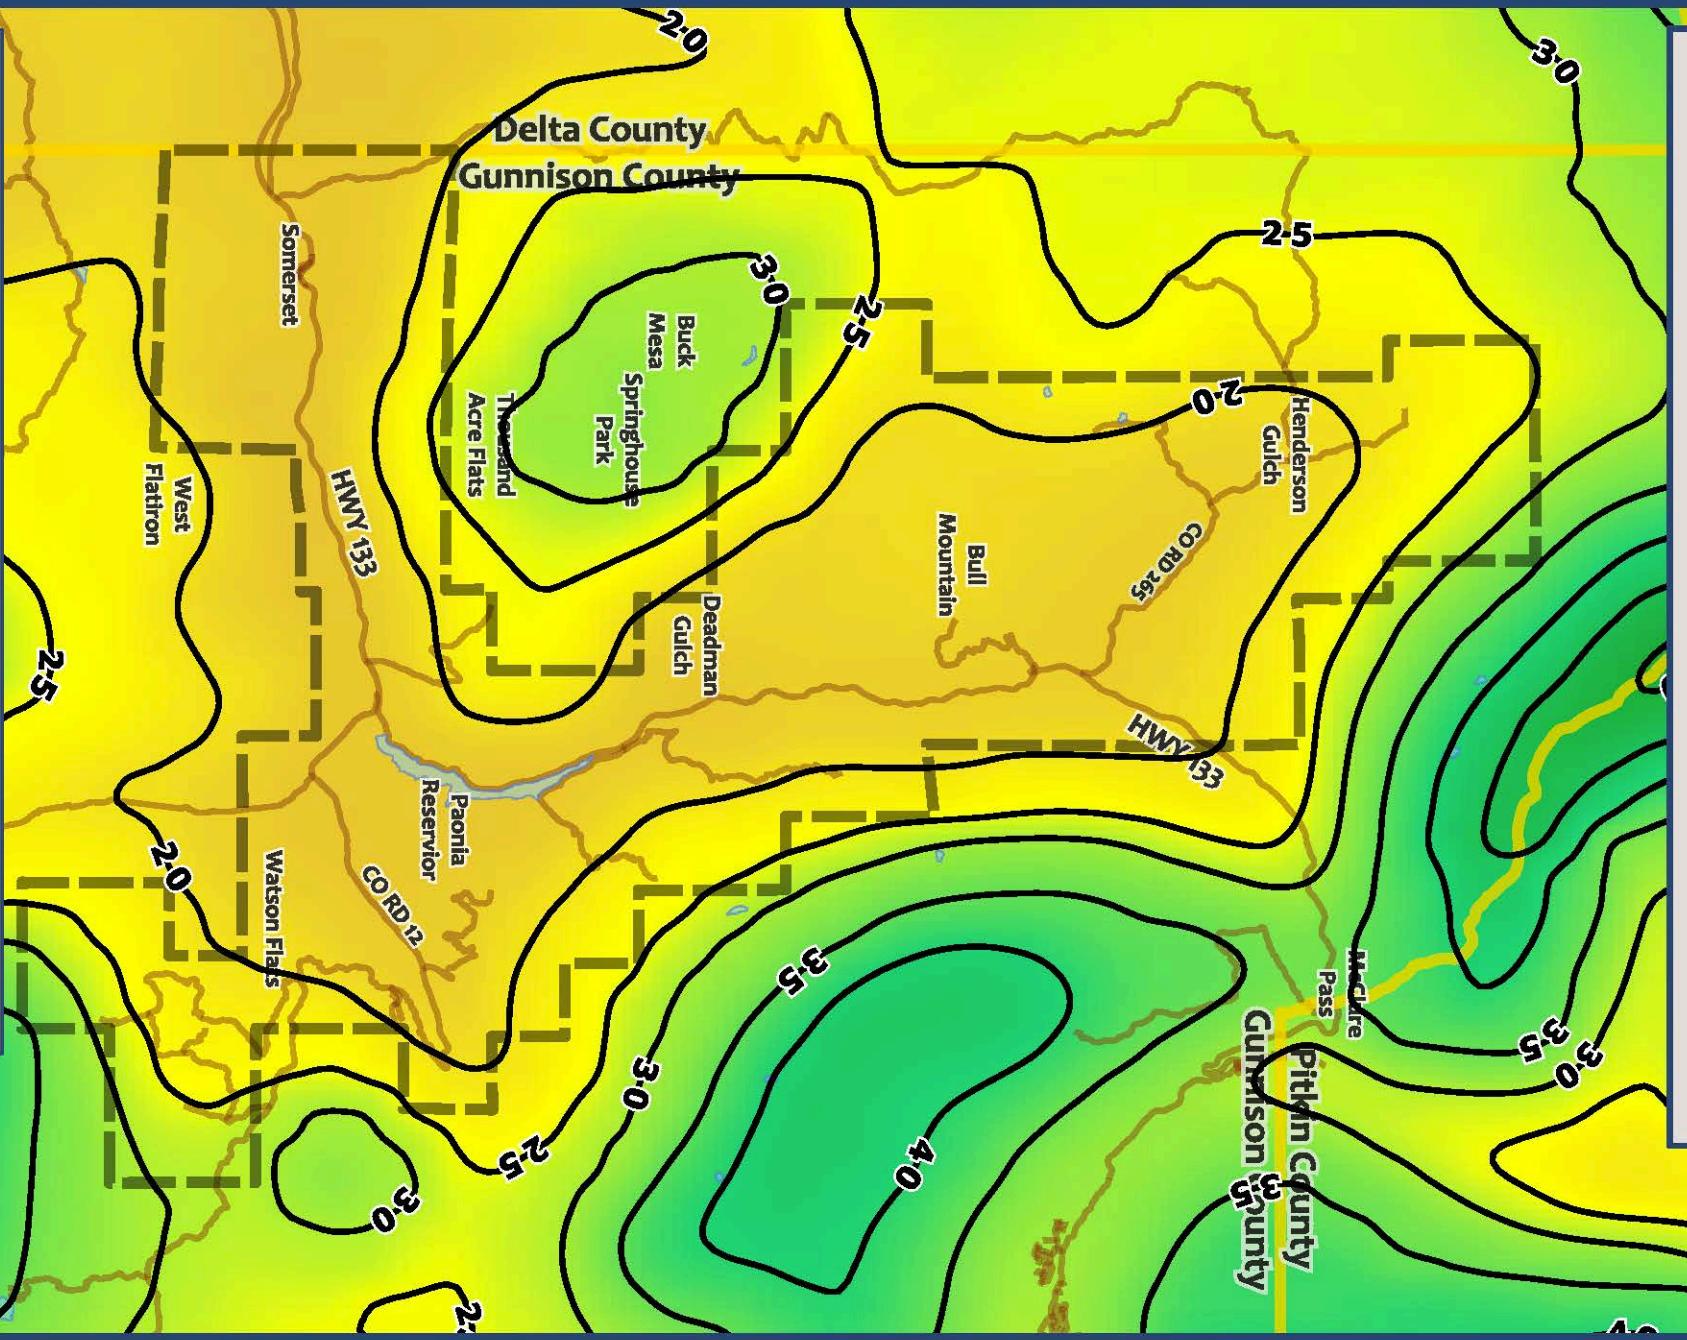 2.0
3.0
Delta County
Gunnison County
2.5
Somerset
3.0
2.5
Buck
Mesa
Springhouse
Park
Thousand
Acre Flats
2.0
Henderson
Gulch
West
Flatiron
HWY 133
Bull
Mountain
CO RD 265
Deadman
Gulch
2.5
HWY 133
Paonia
Reservior
2.0
Watson Flats
CO RD 12
3.5
McClure
Pass
3.5
3.0
3.0
2.5
4.0
3.0
Pitkin County
Gunnison County
3.5